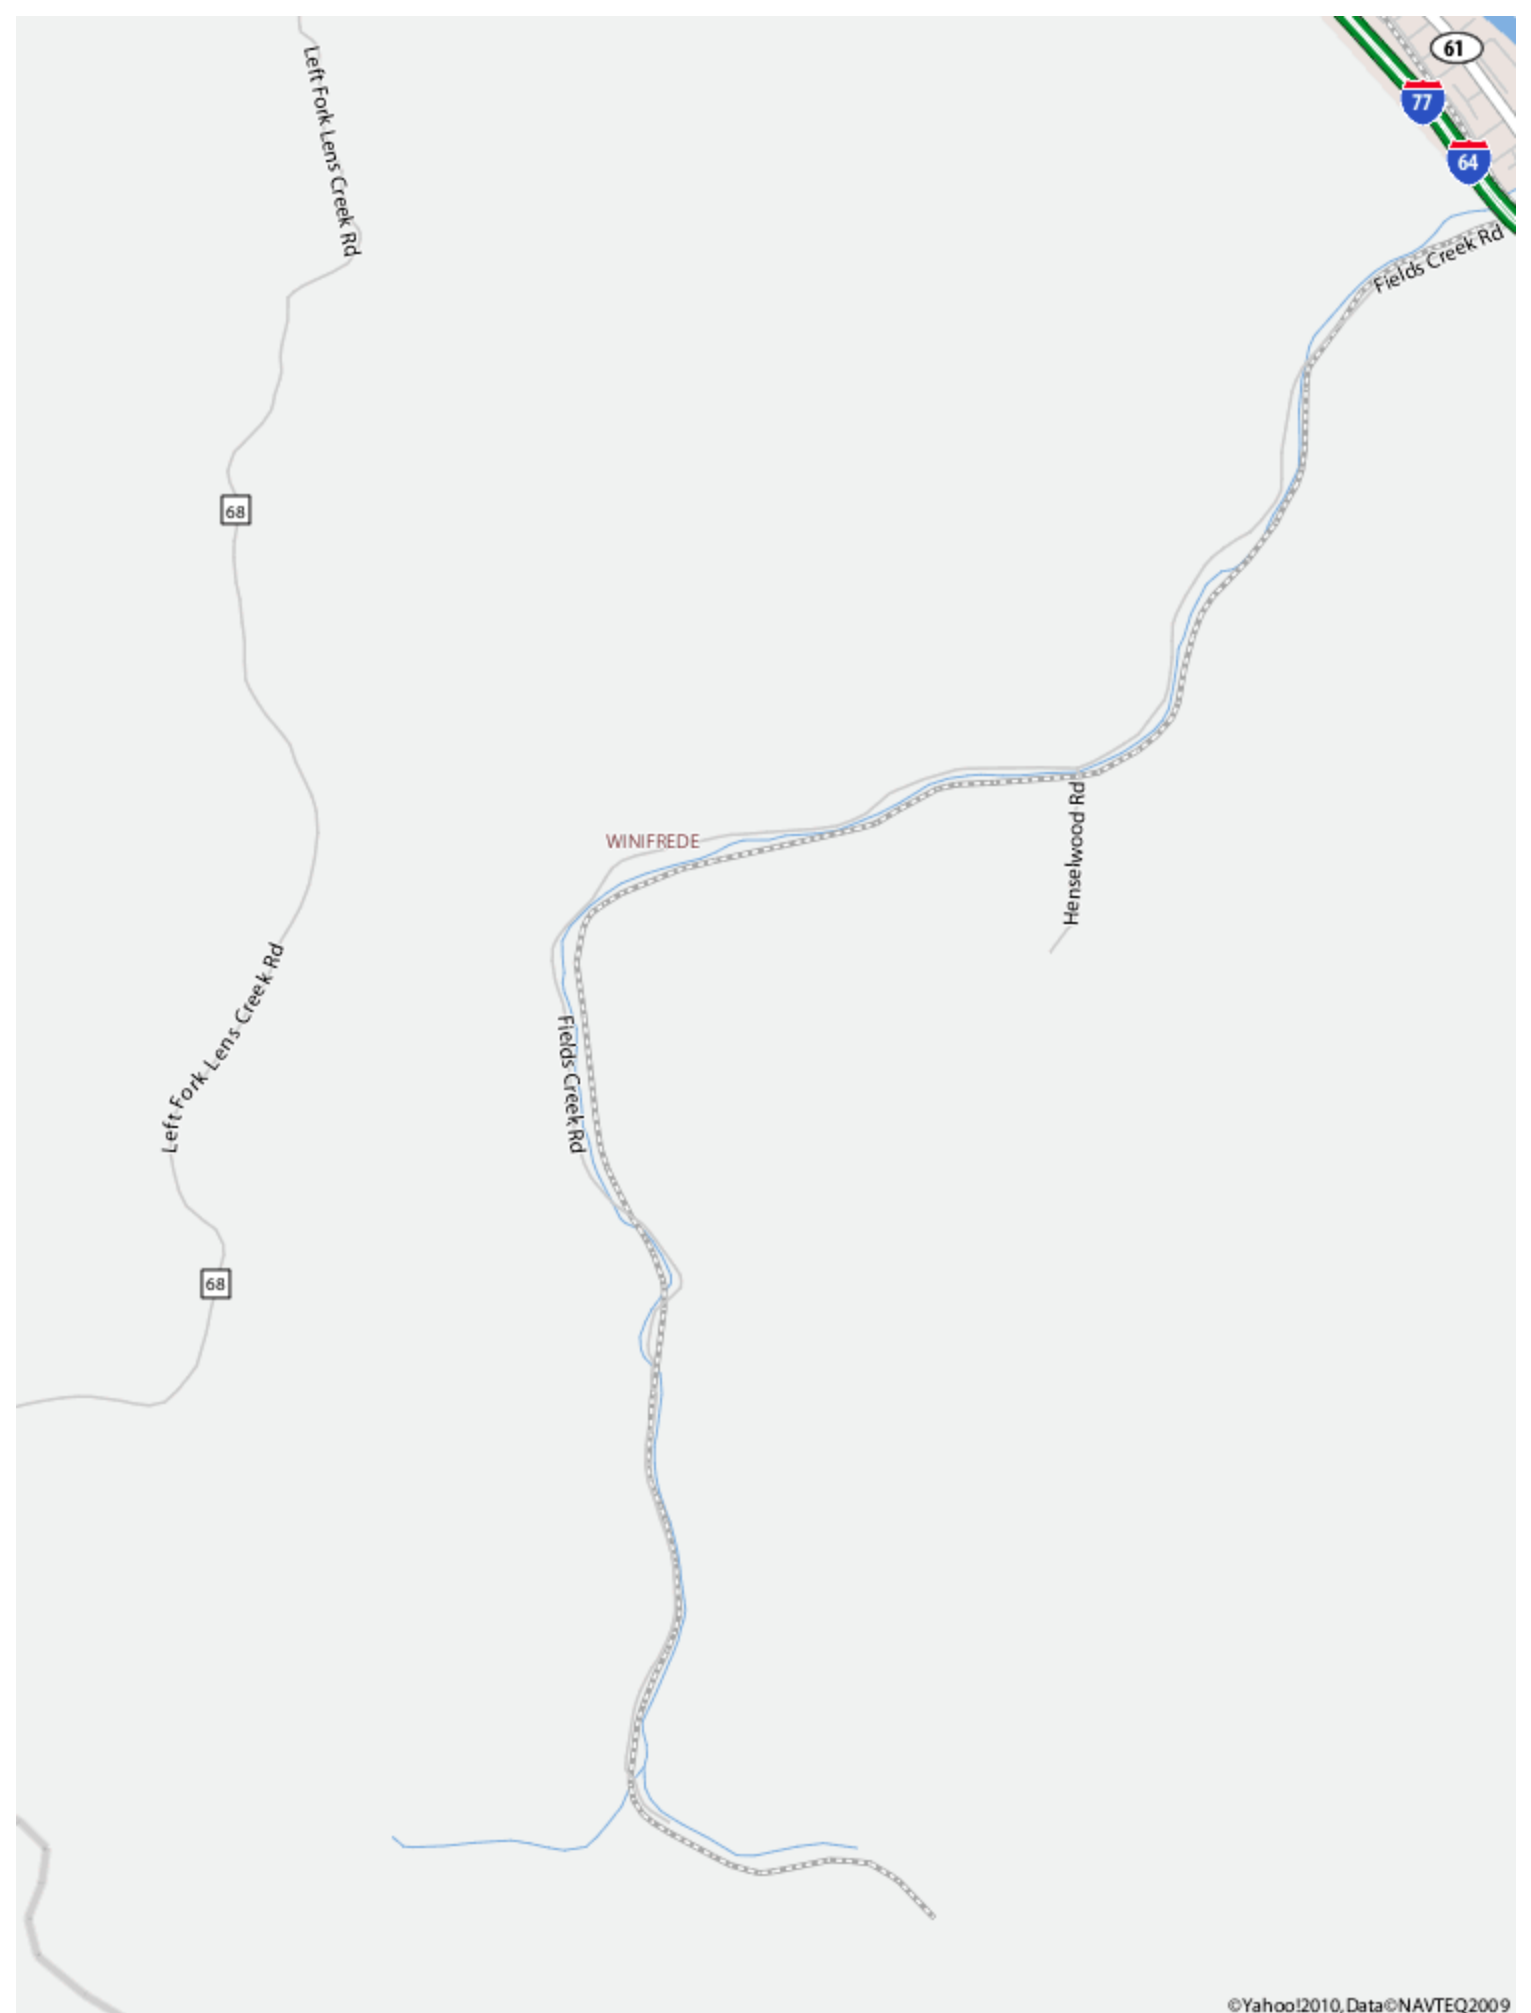 61
Left Fork Lens Creek Rd
77
64
Fields Creek Rd
68
Henselwood Rd
WINIFREDE
Left Fork Lens Creek Rd
Fields Creek Rd
68
©Yahoo!2010, Data©NAVTEQ2009